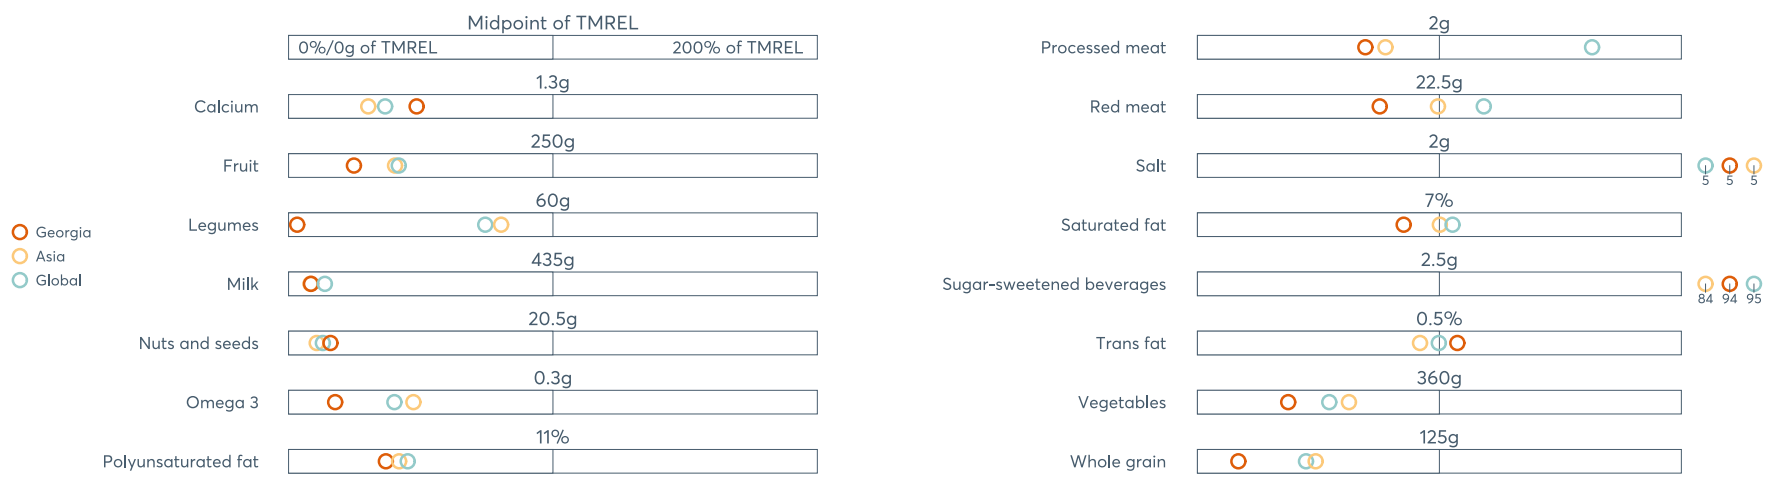 Midpoint of TMREL
0%/0g of TMREL 200% of TMREL
1.3g
Calcium
250g
Fruit
60g
Legumes
435g
Milk
20.5g
Nuts and seeds
0.3g
Omega 3
11%
Polyunsaturated fat
Georgia
Asia
Global
2g
Processed meat
22.5g
Red meat
2g
Salt
5 5 5
7%
Saturated fat
2.5g
Sugar-sweetened beverages
84 94 95
0.5%
Trans fat
360g
Vegetables
125g
Whole grain